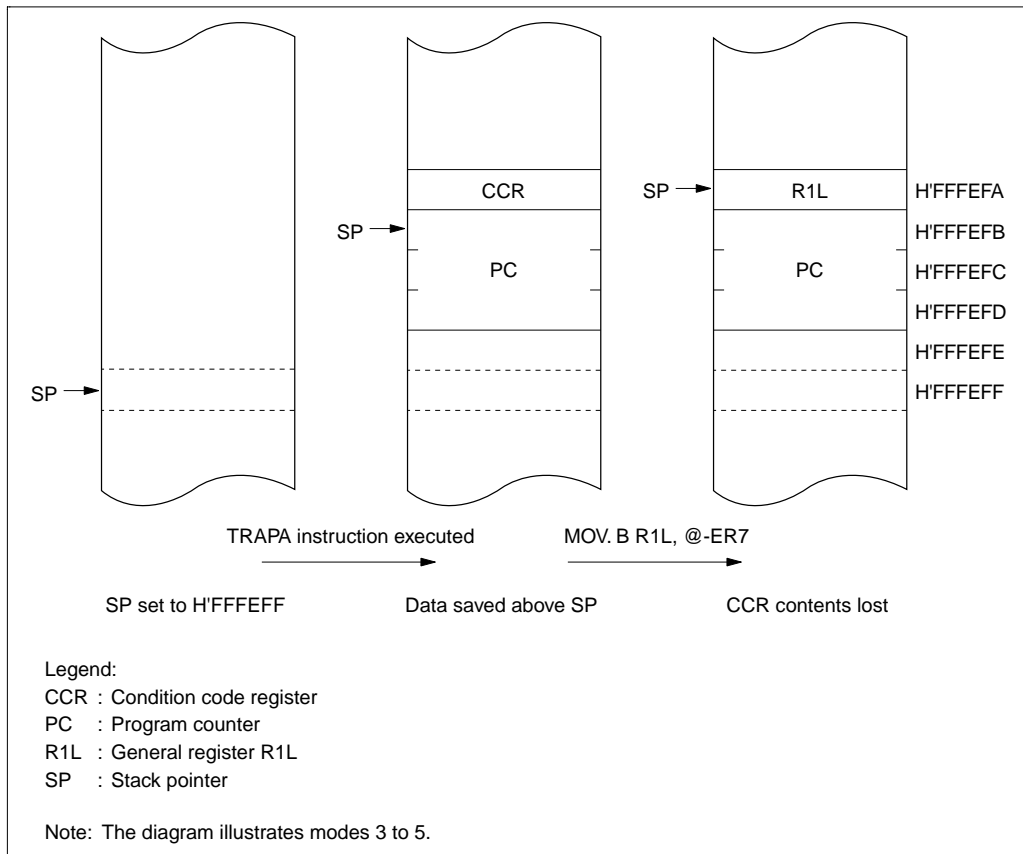 CCR
SP
R1L
H'FFFEFA
SP
H'FFFEFB
PC
PC
H'FFFEFC
H'FFFEFD
H'FFFEFE
SP
H'FFFEFF
TRAPA instruction executed
MOV. B R1L, @-ER7
SP set to H'FFFEFF
Data saved above SP
CCR contents lost
Legend:
CCR : Condition code register
PC : Program counter
R1L : General register R1L
SP : Stack pointer
Note: The diagram illustrates modes 3 to 5.